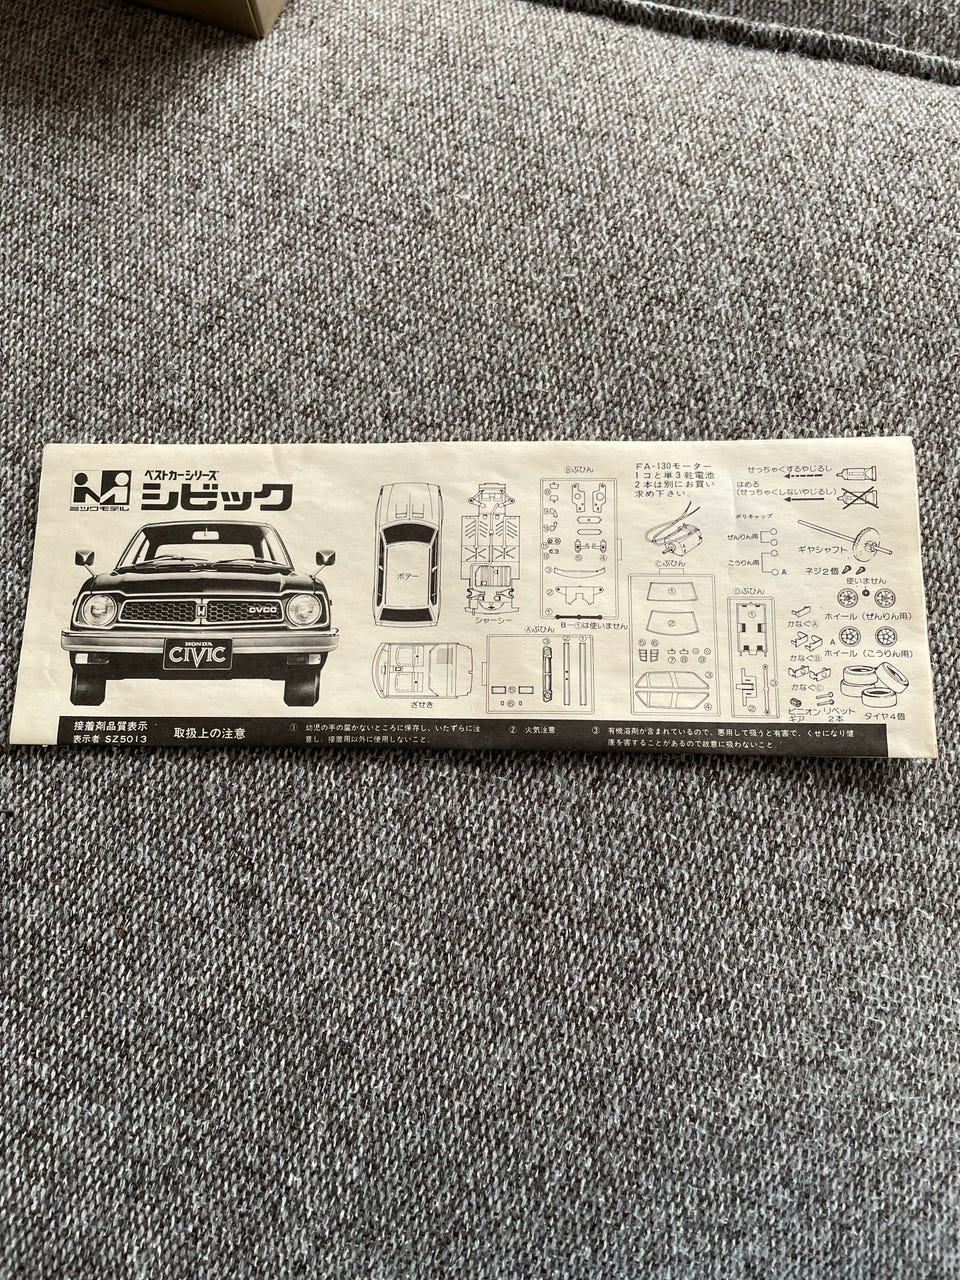 ミツワモデル
ベストカーシリーズ
シビック
CVCC
HONDA
CIVIC
ボデー
シャーシー
ざせき
Ⓑぶひん
B—①は使いません
Ⓐぶひん
FA-130モーター
1コと単3乾電池
2本は別にお買い
求め下さい。
Ⓒぶひん
Ⓓぶひん
せっちゃくするやじるし
はめる
(せっちゃくしないやじるし)
ポリキャップ
ぜんりん用
こうりん用
A
ギヤシャフト
ネジ2個
使いません
ホイール(ぜんりん用)
かなぐⒶ
A
ホイール(こうりん用)
かなぐⒷ
かなぐⒸ
ピニオン
ギア
リベット
2本
タイヤ4個
接着剤品質表示
表示者 SZ5013
取扱上の注意
① 幼児の手の届かないところに保存し、いたずらに注
意し、接着用以外に使用しないこと。
② 火気注意
③ 有機溶剤が含まれているので、悪用して吸うと有害で、くせになり健
康を害することがあるので故意に吸わないこと